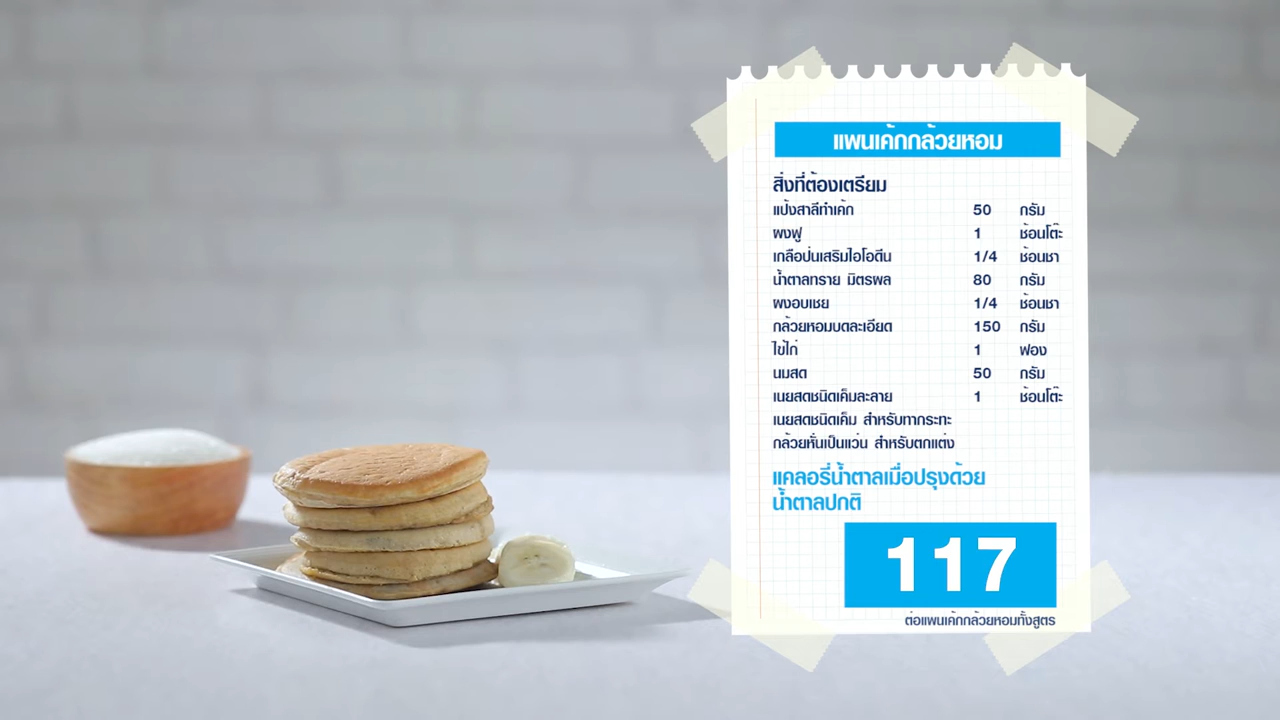 แพนเค้กกล้วยหอม
สิ่งที่ต้องเตรียม
แป้งสาลีทำเค้ก 50 กรัม
ผงฟู 1 ช้อนโต๊ะ
เกลือป่นเสริมไอโอดีน 1/4 ช้อนชา
น้ำตาลทราย มิตรผล 80 กรัม
ผงอบเชย 1/4 ช้อนชา
กล้วยหอมบดละเอียด 150 กรัม
ไข่ไก่ 1 ฟอง
นมสด 50 กรัม
เนยสดชนิดเค็มละลาย 1 ช้อนโต๊ะ
เนยสดชนิดเค็ม สำหรับทากระทะ
กล้วยหั่นเป็นแว่น สำหรับตกแต่ง
แคลอรี่น้ำตาลเมื่อปรุงด้วย
น้ำตาลปกติ
117
ต่อแพนเค้กกล้วยหอมทั้งสูตร